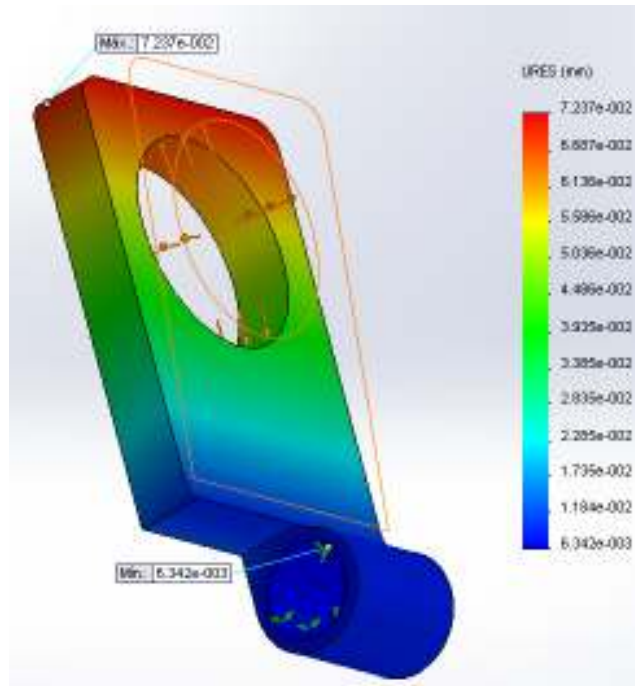 Máx.: 7.237e-002
URES (mm)
7.237e-002
6.687e-002
6.136e-002
5.586e-002
5.036e-002
4.486e-002
3.935e-002
3.385e-002
2.835e-002
2.285e-002
1.735e-002
1.184e-002
6.342e-003
Mín.: 6.342e-003